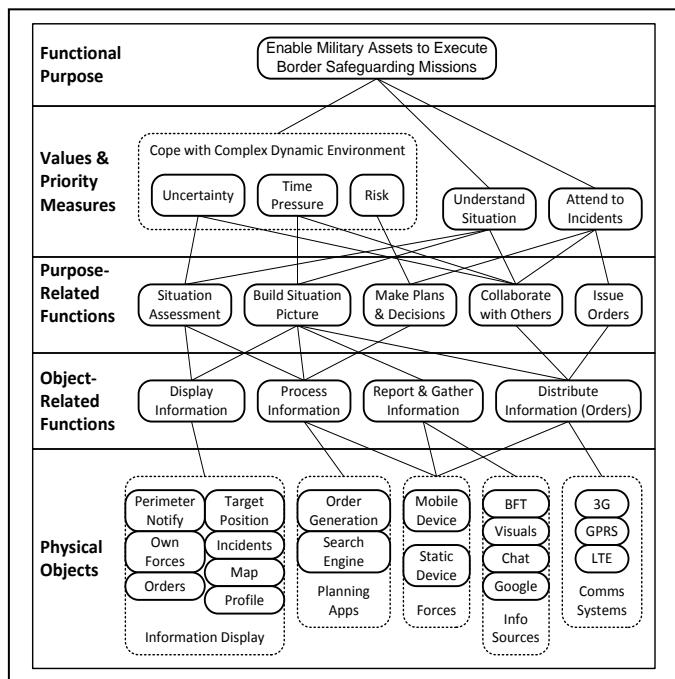 Functional
Purpose
Enable Military Assets to Execute
Border Safeguarding Missions
Values &
Priority
Measures
Cope with Complex Dynamic Environment
Uncertainty
Time
Pressure
Risk
Understand
Situation
Attend to
Incidents
Purpose-
Related
Functions
Situation
Assessment
Build Situation
Picture
Make Plans
& Decisions
Collaborate
with Others
Issue
Orders
Object-
Related
Functions
Display
Information
Process
Information
Report & Gather
Information
Distribute
Information (Orders)
Physical
Objects
Perimeter
Notify
Own
Forces
Orders
Target
Position
Incidents
Map
Profile
Information Display
Order
Generation
Search
Engine
Planning
Apps
Mobile
Device
Static
Device
Forces
BFT
Visuals
Chat
Google
Info
Sources
3G
GPRS
LTE
Comms
Systems